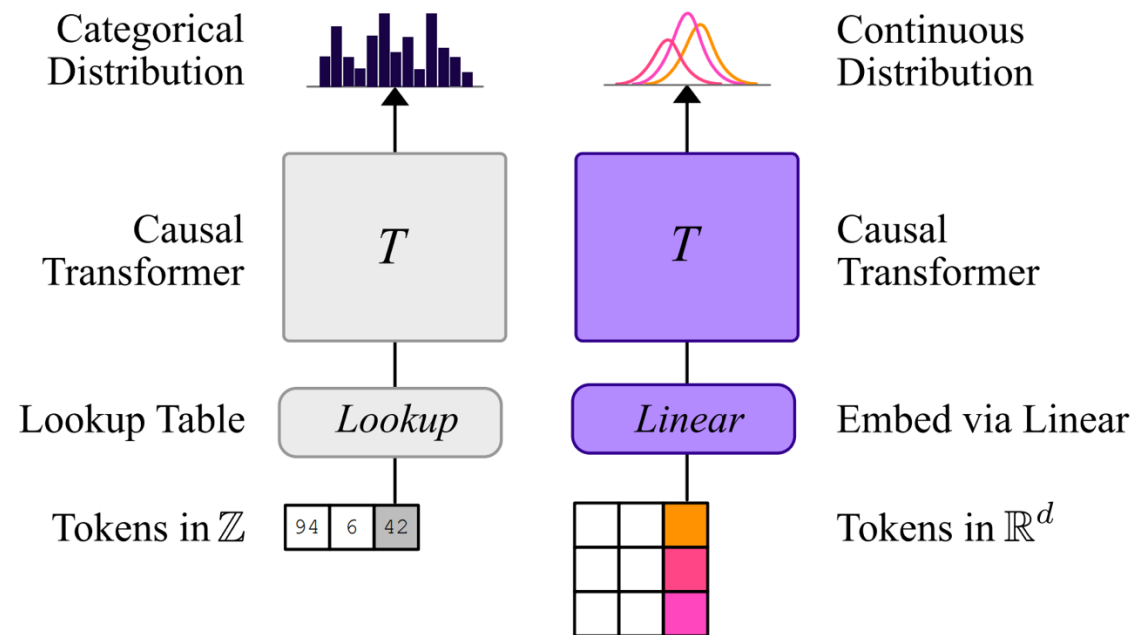 Categorical
Distribution
Continuous
Distribution
Causal
Transformer
T
T
Causal
Transformer
Lookup Table
Lookup
Linear
Embed via Linear
Tokens in ℤ
94 6 42
Tokens in ℝᵈ